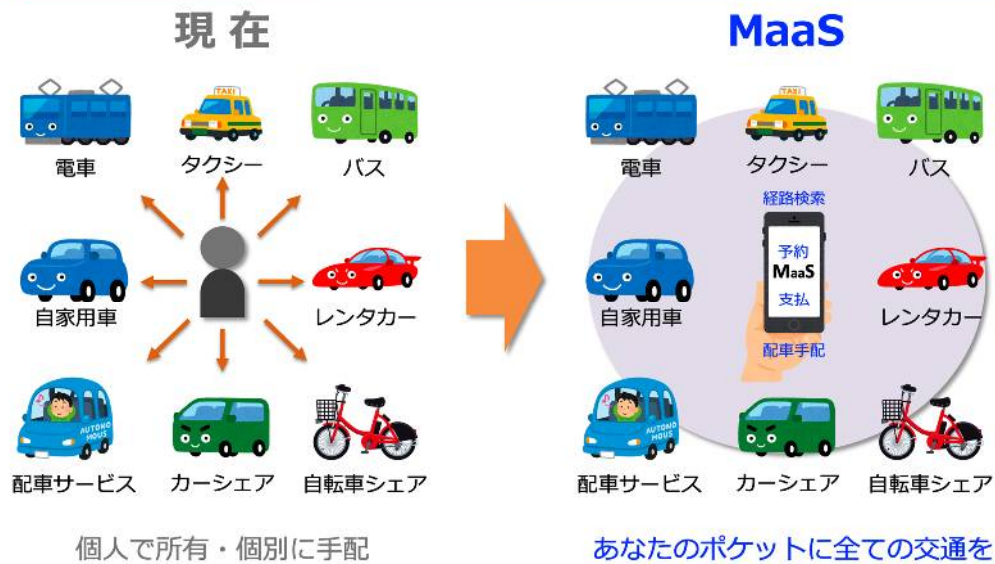 現在
MaaS
TAXI
電車
タクシー
バス
自家用車
レンタカー
AUTONO
MOUS
配車サービス
カーシェア
自転車シェア
個人で所有・個別に手配
TAXI
電車
タクシー
バス
経路検索
予約
MaaS
支払
配車手配
自家用車
レンタカー
AUTONO
MOUS
配車サービス
カーシェア
自転車シェア
あなたのポケットに全ての交通を